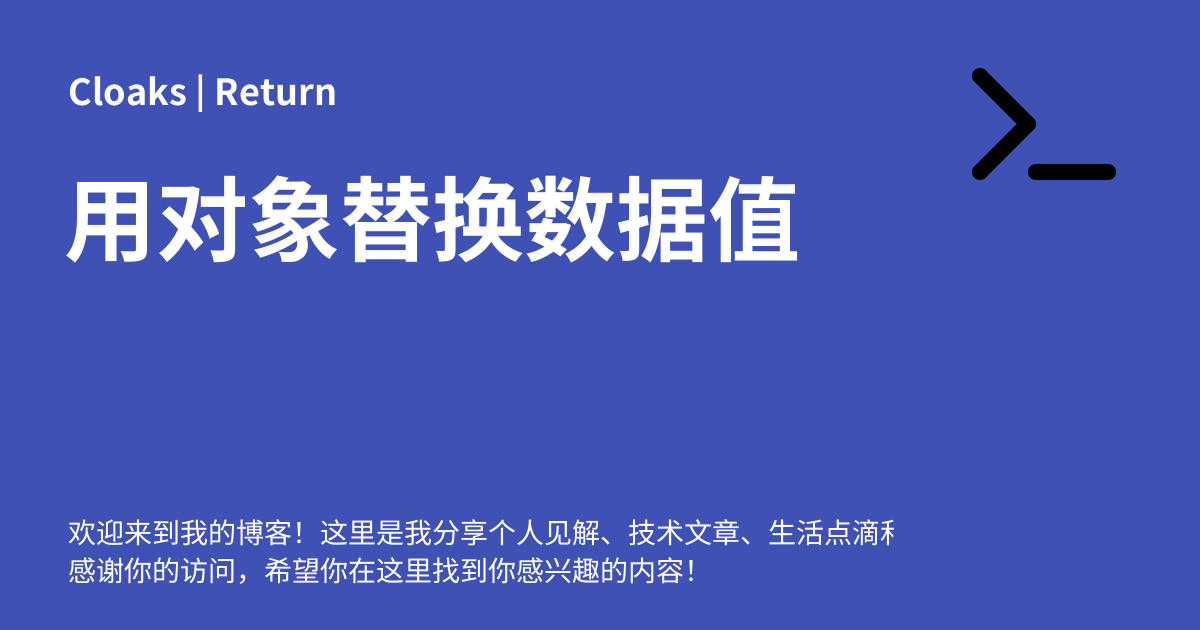 Cloaks | Return
用对象替换数据值
欢迎来到我的博客！这里是我分享个人见解、技术文章、生活点滴
感谢你的访问，希望你在这里找到你感兴趣的内容！